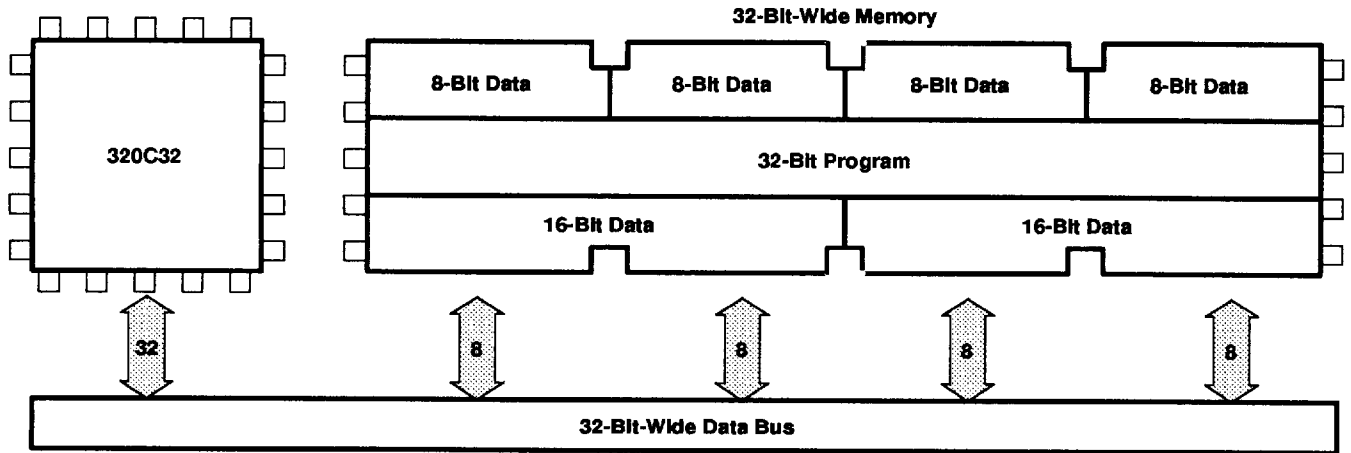 32-Bit-Wide Memory
8-Bit Data 8-Bit Data 8-Bit Data 8-Bit Data
320C32
32-Bit Program
16-Bit Data 16-Bit Data
32 8 8 8 8
32-Bit-Wide Data Bus